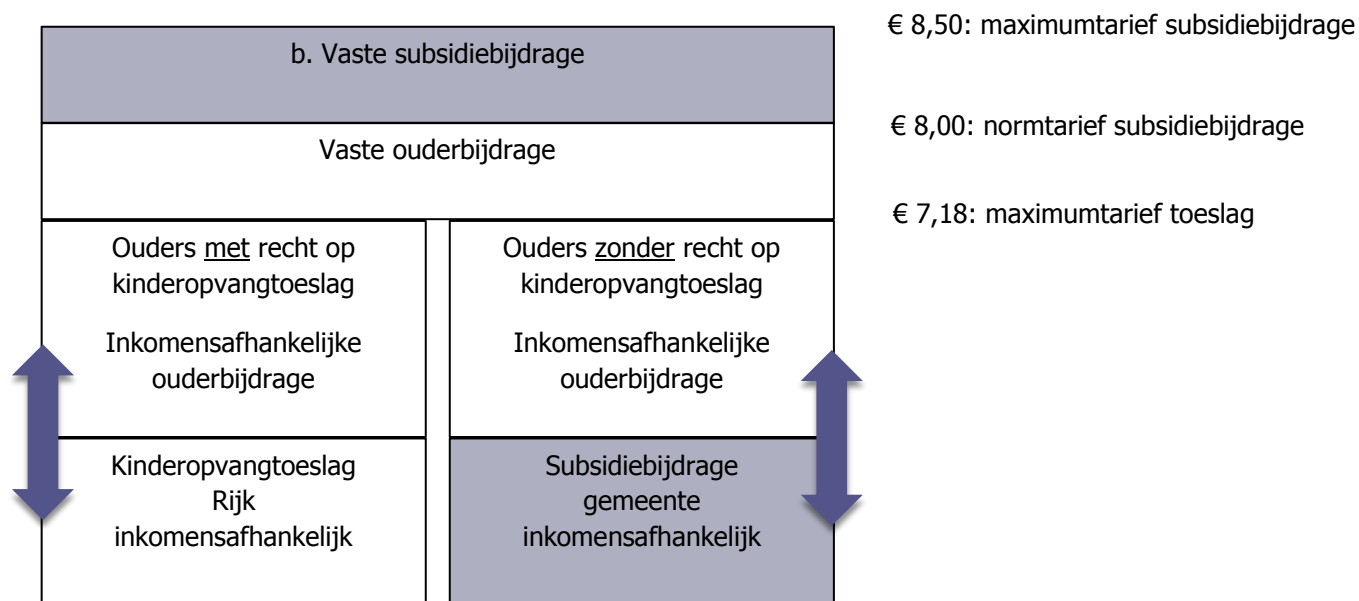 € 8,50: maximumtarief subsidiebijdrage
b. Vaste subsidiebijdrage
€ 8,00: normtarief subsidiebijdrage
Vaste ouderbijdrage
€ 7,18: maximumtarief toeslag
Ouders met recht op
kinderopvangtoeslag
Inkomensafhankelijke
ouderbijdrage
Ouders zonder recht op
kinderopvangtoeslag
Inkomensafhankelijke
ouderbijdrage
Kinderopvangtoeslag
Rijk
inkomensafhankelijk
Subsidiebijdrage
gemeente
inkomensafhankelijk